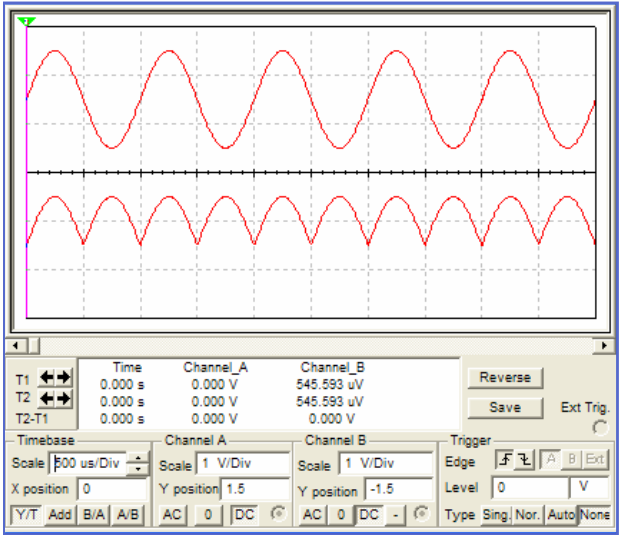 1
Time Channel_A Channel_B
T1 0.000 s 0.000 V 545.593 uV
T2 0.000 s 0.000 V 545.593 uV
T2-T1 0.000 s 0.000 V 0.000 V
Reverse
Save Ext Trig.
Timebase Channel A Channel B Trigger
Scale 500 us/Div Scale 1 V/Div Scale 1 V/Div Edge A B Ext
X position 0 Y position 1.5 Y position -1.5 Level 0 V
Y/T Add B/A A/B AC 0 DC AC 0 DC - Type Sing. Nor. Auto None